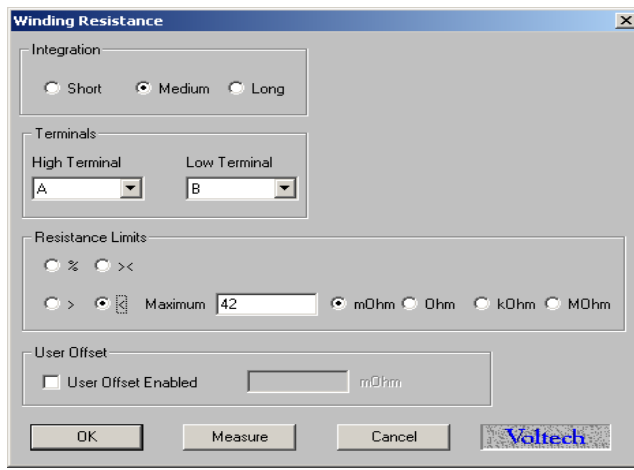 Winding Resistance
Integration
Short Medium Long
Terminals
High Terminal Low Terminal
A B
Resistance Limits
% ><
> < Maximum 42 mOhm Ohm kOhm MOhm
User Offset
User Offset Enabled mOhm
OK Measure Cancel Voltech